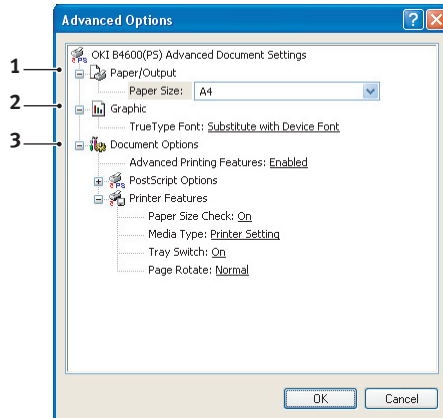 Advanced Options
OKI B4600(PS) Advanced Document Settings
1 Paper/Output
Paper Size: A4
2 Graphic
TrueType Font: Substitute with Device Font
3 Document Options
Advanced Printing Features: Enabled
PostScript Options
Printer Features
Paper Size Check: On
Media Type: Printer Setting
Tray Switch: On
Page Rotate: Normal
OK Cancel